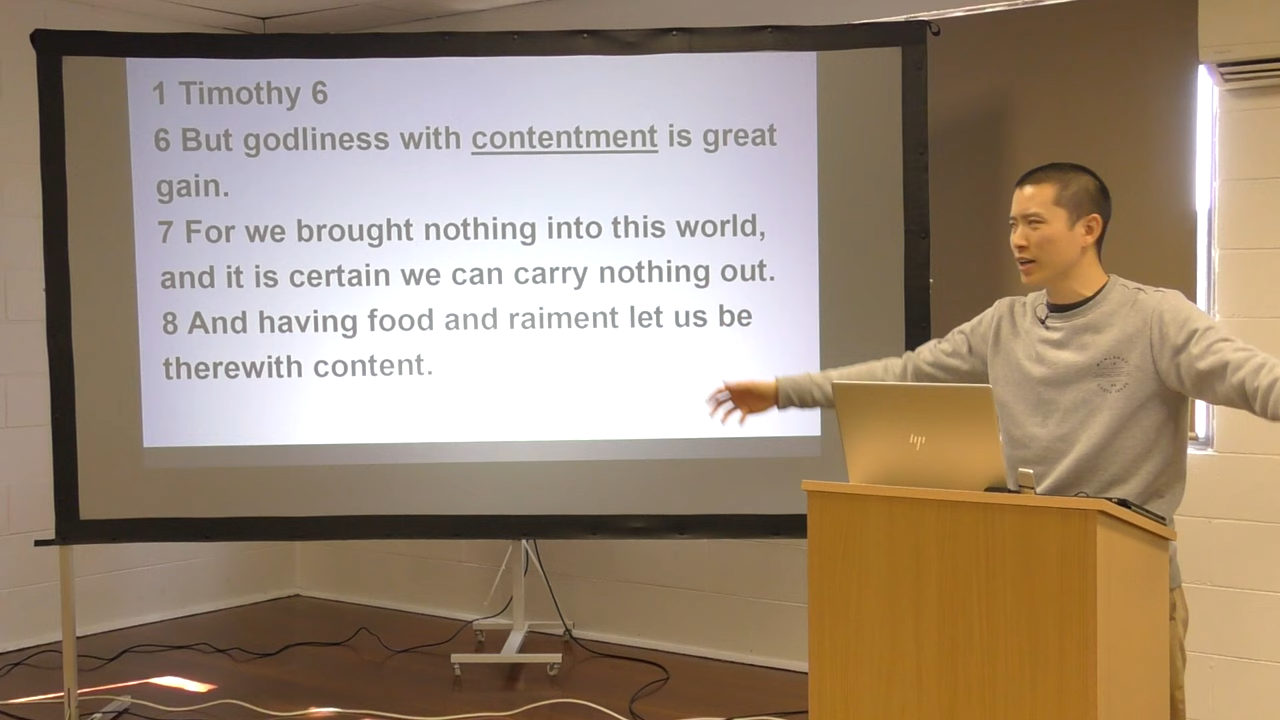 1 Timothy 6
6 But godliness with contentment is great
gain.
7 For we brought nothing into this world,
and it is certain we can carry nothing out.
8 And having food and raiment let us be
therewith content.
hp